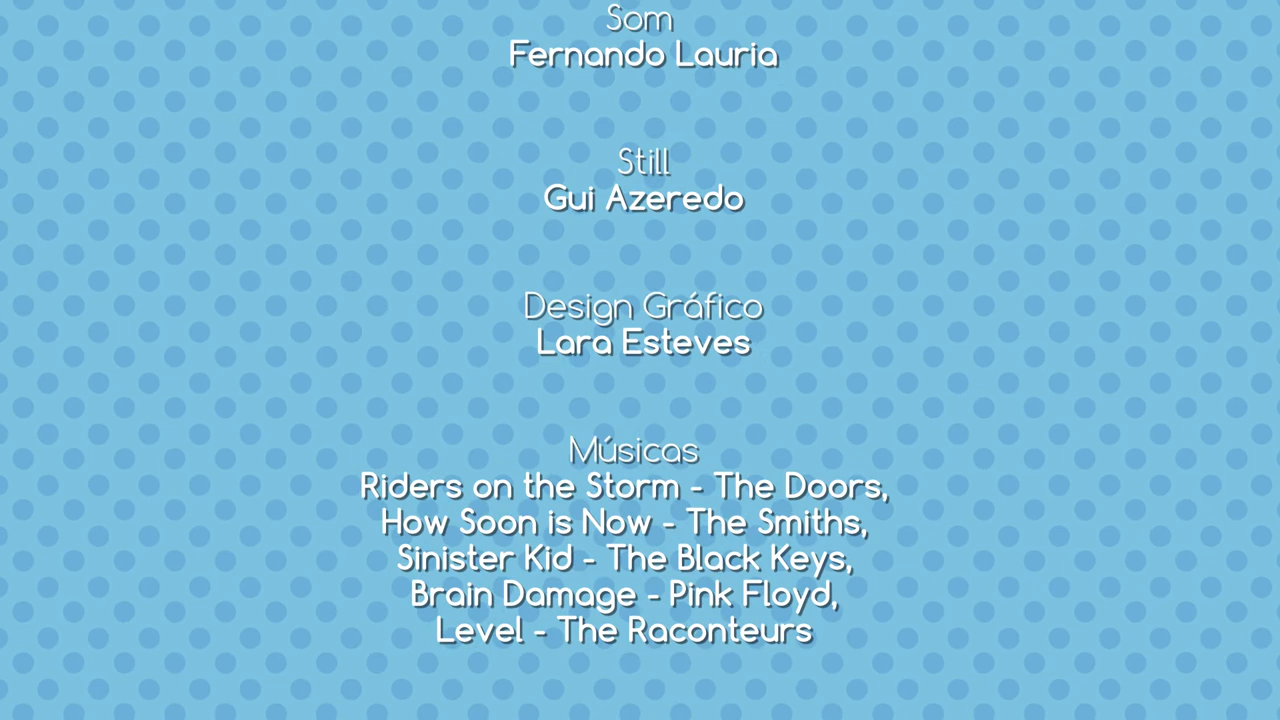 Som
Fernando Lauria
Still
Gui Azeredo
Design Gráfico
Lara Esteves
Músicas
Riders on the Storm - The Doors,
How Soon is Now - The Smiths,
Sinister Kid - The Black Keys,
Brain Damage - Pink Floyd,
Level - The Raconteurs